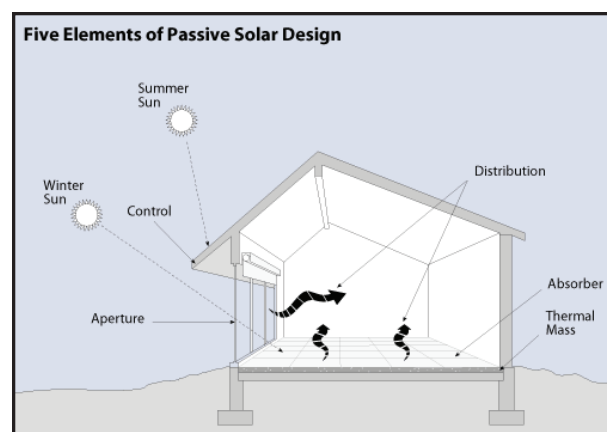 Five Elements of Passive Solar Design
Summer
Sun
Winter
Sun
Control
Distribution
Aperture
Absorber
Thermal
Mass